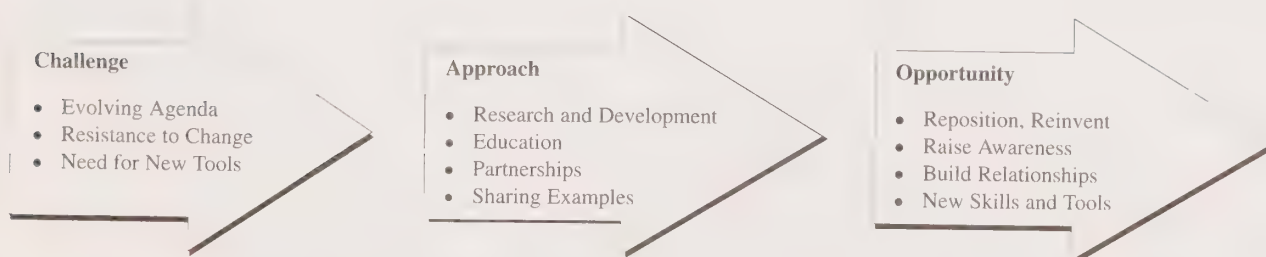 Challenge
• Evolving Agenda
• Resistance to Change
• Need for New Tools
Approach
• Research and Development
• Education
• Partnerships
• Sharing Examples
Opportunity
• Reposition, Reinvent
• Raise Awareness
• Build Relationships
• New Skills and Tools